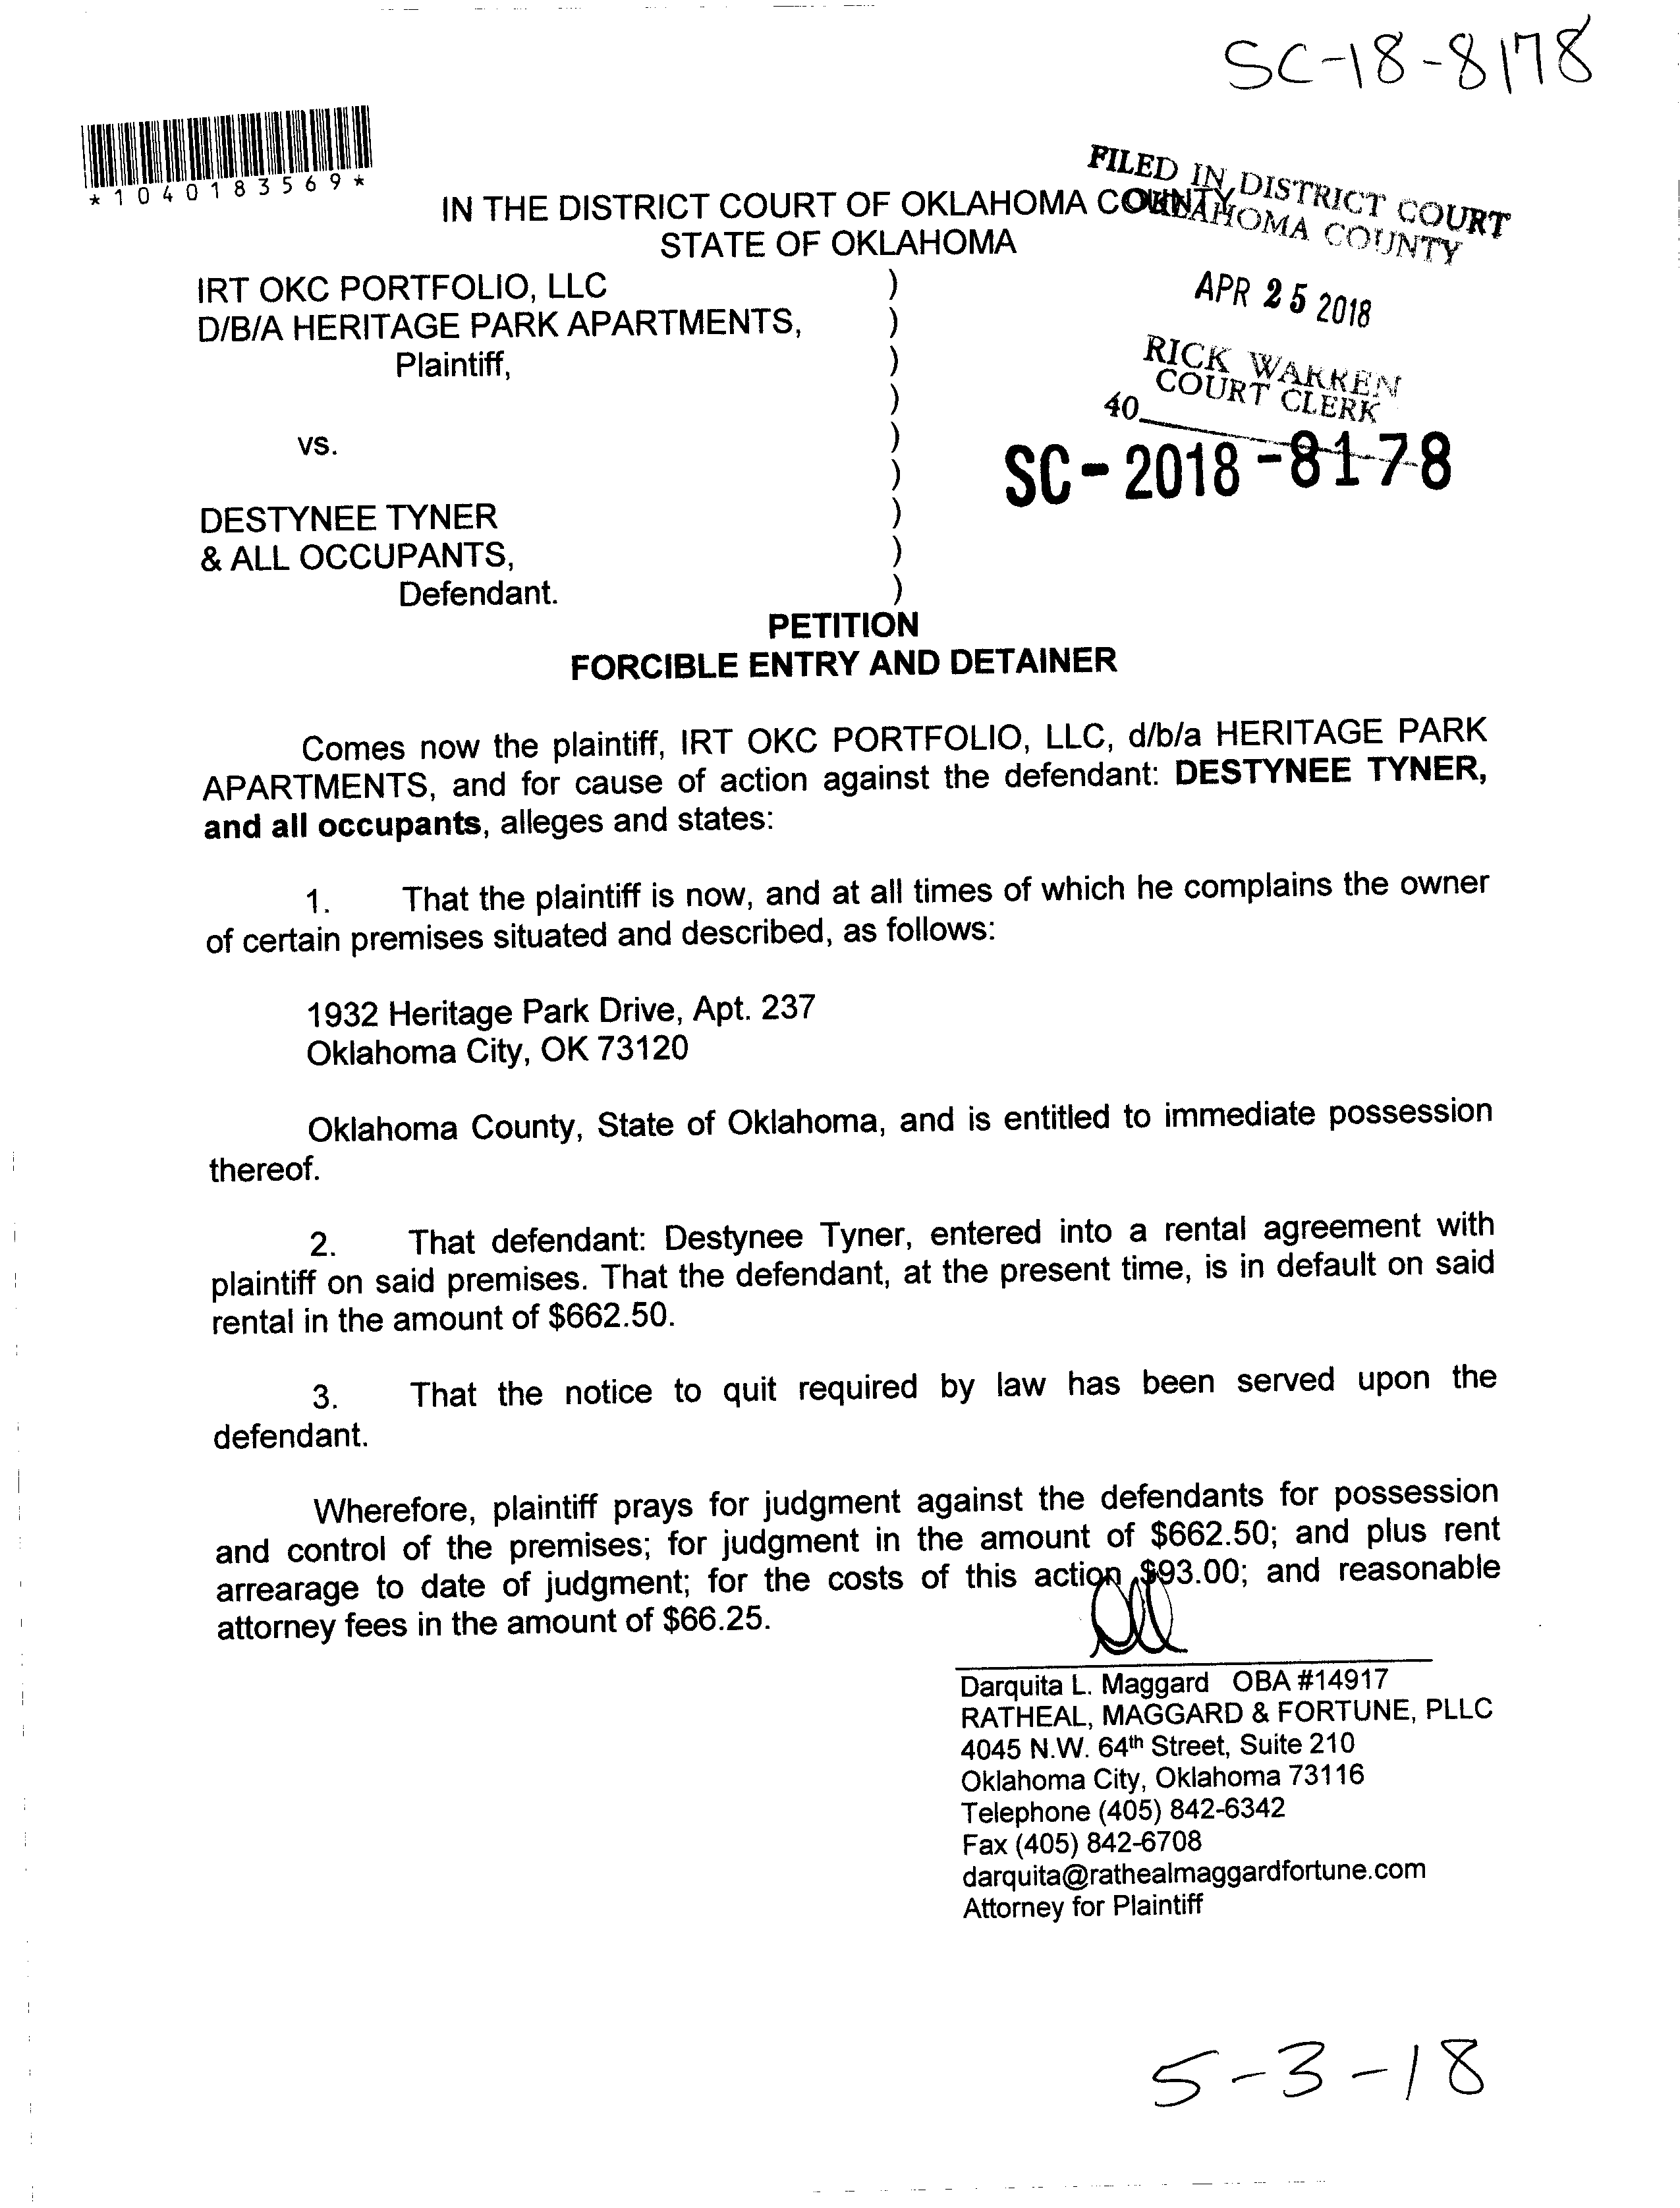 SC-18-8178
*1040183569*
FILED IN DISTRICT COURT
OKLAHOMA COUNTY
IN THE DISTRICT COURT OF OKLAHOMA COUNTY
STATE OF OKLAHOMA
APR 25 2018
RICK WARREN
COURT CLERK
40
SC-2018-8178
IRT OKC PORTFOLIO, LLC )
D/B/A HERITAGE PARK APARTMENTS, )
Plaintiff, )
)
vs. )
)
DESTYNEE TYNER )
& ALL OCCUPANTS, )
Defendant. )
PETITION
FORCIBLE ENTRY AND DETAINER
Comes now the plaintiff, IRT OKC PORTFOLIO, LLC, d/b/a HERITAGE PARK
APARTMENTS, and for cause of action against the defendant: DESTYNEE TYNER,
and all occupants, alleges and states:
1. That the plaintiff is now, and at all times of which he complains the owner
of certain premises situated and described, as follows:
1932 Heritage Park Drive, Apt. 237
Oklahoma City, OK 73120
Oklahoma County, State of Oklahoma, and is entitled to immediate possession
thereof.
2. That defendant: Destynee Tyner, entered into a rental agreement with
plaintiff on said premises. That the defendant, at the present time, is in default on said
rental in the amount of $662.50.
3. That the notice to quit required by law has been served upon the
defendant.
Wherefore, plaintiff prays for judgment against the defendants for possession
and control of the premises; for judgment in the amount of $662.50; and plus rent
arrearage to date of judgment; for the costs of this action $93.00; and reasonable
attorney fees in the amount of $66.25.
Darquita L. Maggard OBA #14917
RATHEAL, MAGGARD & FORTUNE, PLLC
4045 N.W. 64th Street, Suite 210
Oklahoma City, Oklahoma 73116
Telephone (405) 842-6342
Fax (405) 842-6708
darquita@rathealmaggardfortune.com
Attorney for Plaintiff
5-3-18